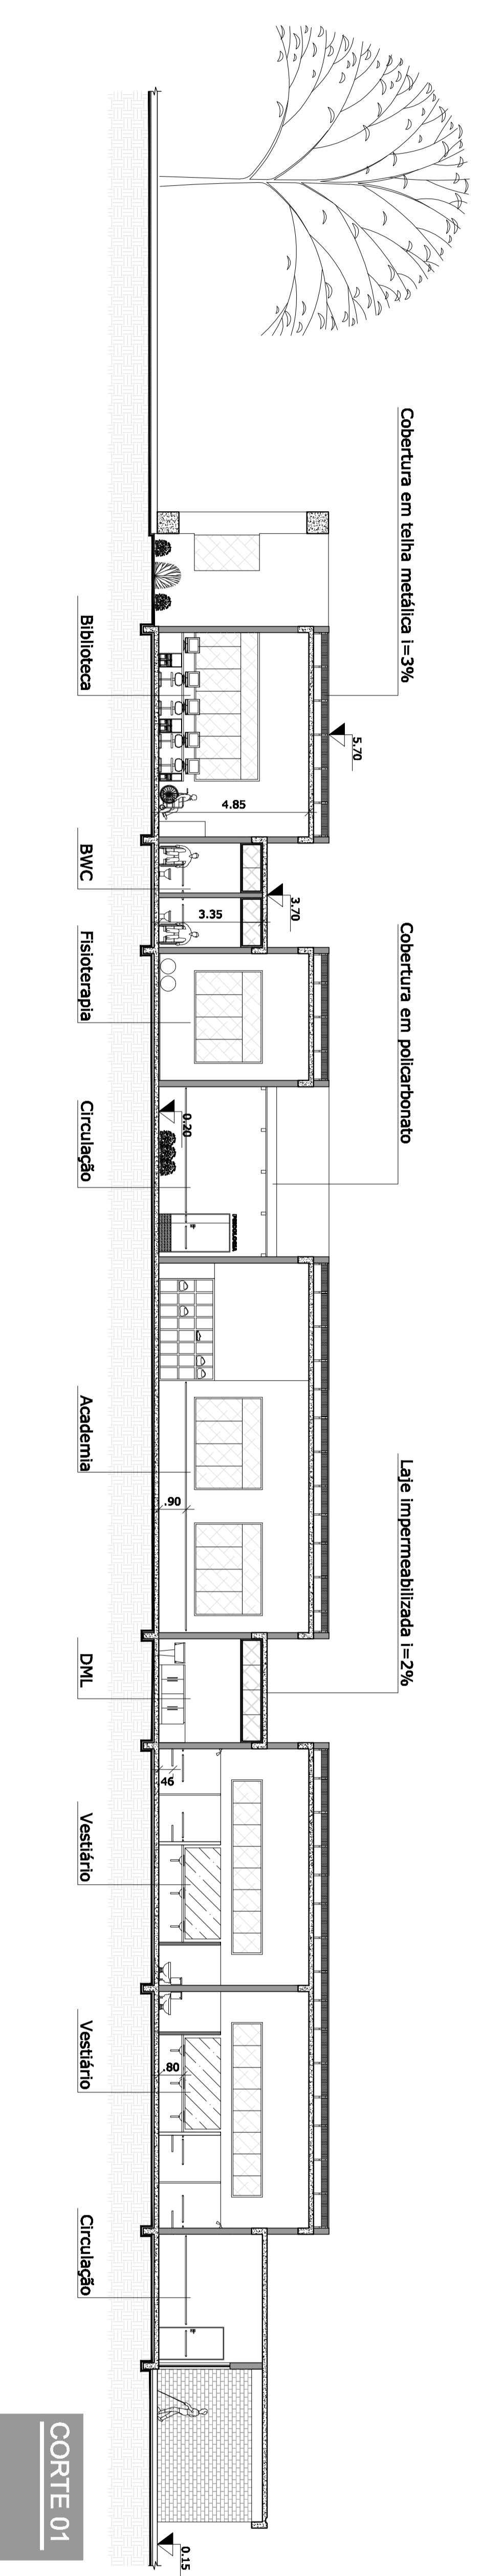 Cobertura em telha metálica i=3%
Cobertura em policarbonato
Laje impermeabilizada i=2%
5.70
3.70
4.85
3.35
0.20
PSICOLOGIA
.90
46
.80
0.15
Biblioteca
BWC
Fisioterapia
Circulação
Academia
DML
Vestiário
Vestiário
Circulação
CORTE 01